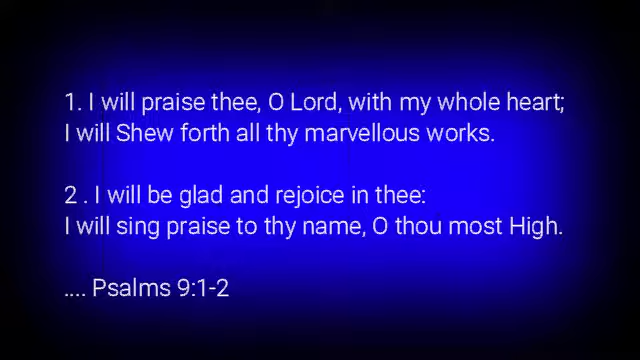 1. I will praise thee, O Lord, with my whole heart;
I will Shew forth all thy marvellous works.
2 . I will be glad and rejoice in thee:
I will sing praise to thy name, O thou most High.
.... Psalms 9:1-2